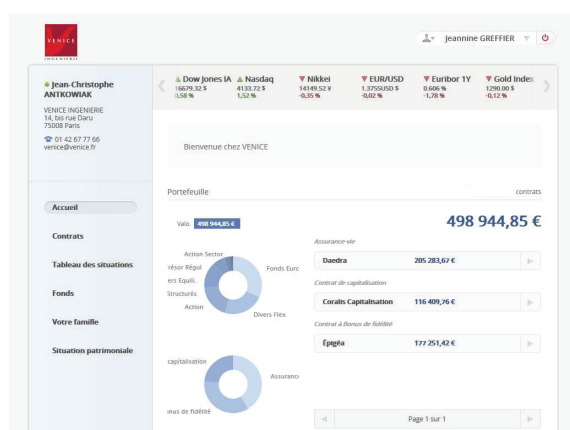 VENICE
INGENIERIE
Jeannine GREFFIER
Jean-Christophe
ANTKOWIAK
VENICE INGENIERIE
14, bis rue Daru
75008 Paris
01 42 67 77 66
venice@venice.fr
Dow Jones IA
16679.32 $
0,58 %
Nasdaq
4133.72 $
1,52 %
Nikkei
14149.52 ¥
-0,35 %
EUR/USD
1.3755USD $
-0,02 %
Euribor 1Y
0.606 %
-1,78 %
Gold Index
1290.00 $
-0,12 %
Bienvenue chez VENICE
Accueil
Contrats
Tableau des situations
Fonds
Votre famille
Situation patrimoniale
Portefeuille
contrats
Valo. 498 944,85 €
498 944,85 €
Action Sector
Trésor Régul
ers Equili.
Structurés
Action
Fonds Euro
Divers Flex
capitalisation
Assuranc
onus de fidélité
Assurance-vie
Daedra 205 283,67 €
Contrat de capitalisation
Coralis Capitalisation 116 409,76 €
Contrat à Bonus de fidélité
Épigéa 177 251,42 €
Page 1 sur 1